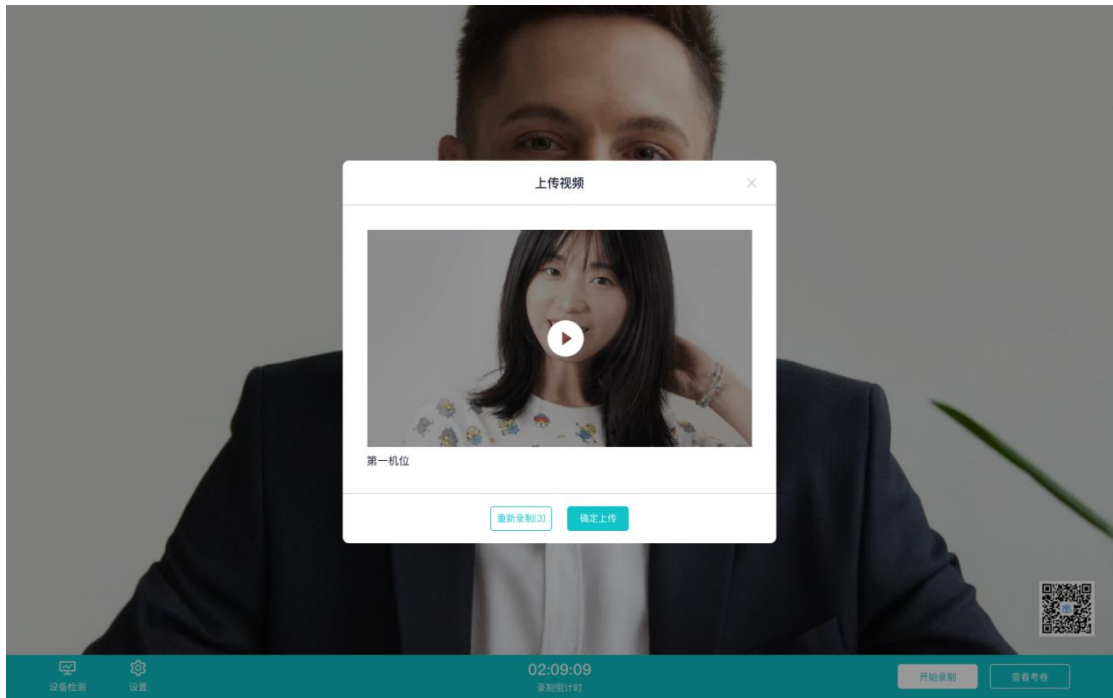 上传视频
第一机位
重新录制(3)
确定上传
设备检测
设置
02:09:09
录制倒计时
开始录制
查看考卷